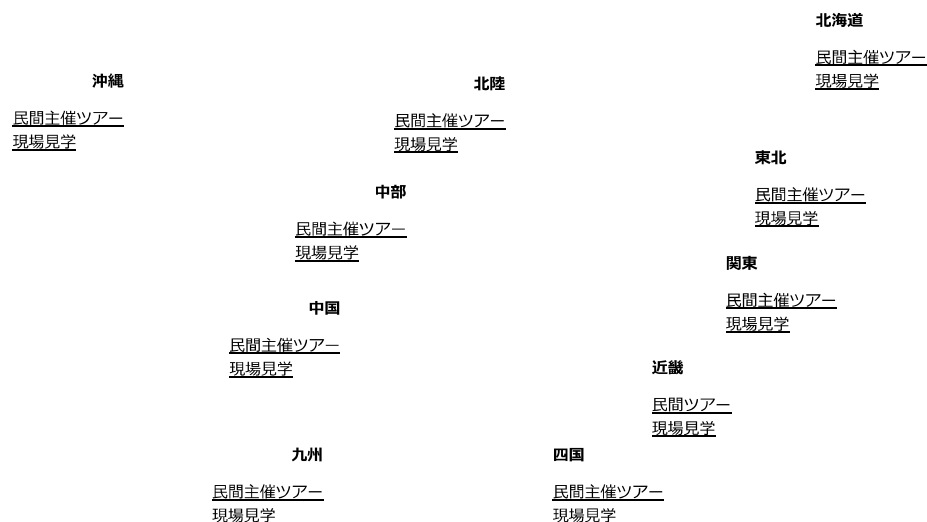 北海道
民間主催ツアー
現場見学
沖縄
民間主催ツアー
現場見学
北陸
民間主催ツアー
現場見学
東北
民間主催ツアー
現場見学
中部
民間主催ツアー
現場見学
関東
民間主催ツアー
現場見学
中国
民間主催ツアー
現場見学
近畿
民間ツアー
現場見学
九州
民間主催ツアー
現場見学
四国
民間主催ツアー
現場見学